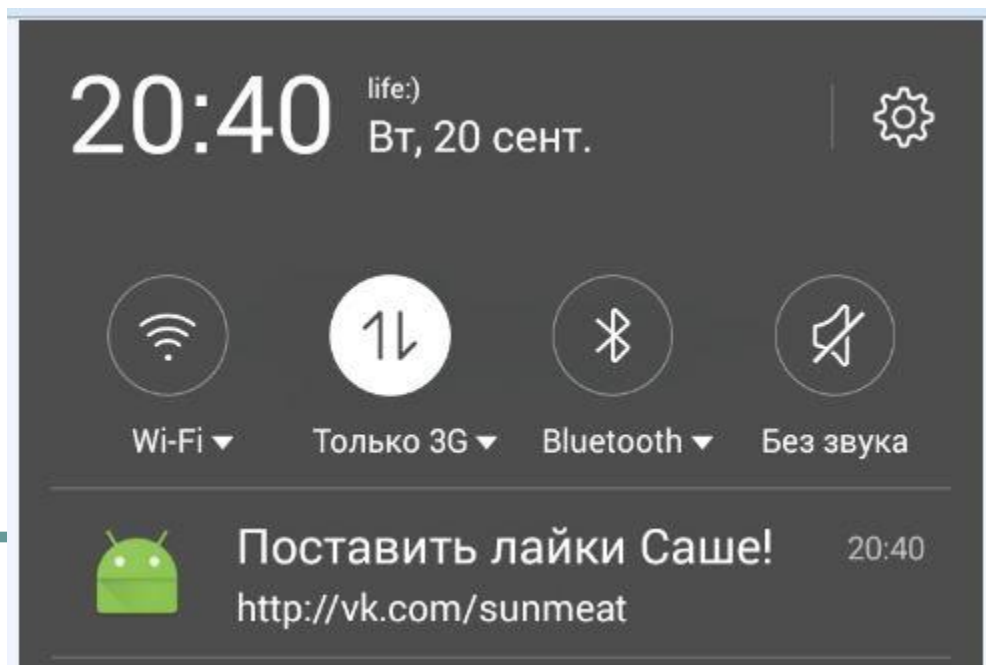 20:40
life:)
Вт, 20 сент.
Wi-Fi Только 3G Bluetooth Без звука
Поставить лайки Саше! 20:40
http://vk.com/sunmeat